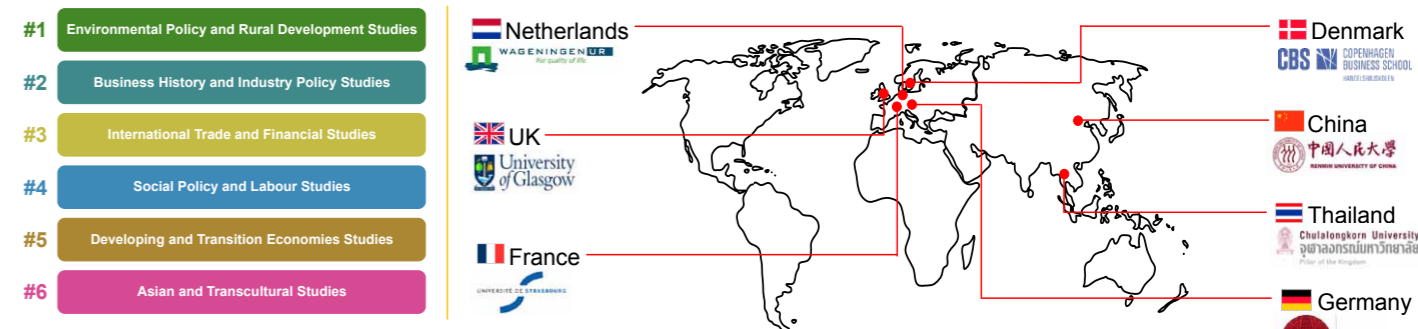 #1 Environmental Policy and Rural Development Studies
#2 Business History and Industry Policy Studies
#3 International Trade and Financial Studies
#4 Social Policy and Labour Studies
#5 Developing and Transition Economies Studies
#6 Asian and Transcultural Studies
Netherlands
WAGENINGEN UR
For quality of life
UK
University
of Glasgow
France
UNIVERSITÉ DE STRASBOURG
Denmark
CBS COPENHAGEN
BUSINESS SCHOOL
HANDELSHØJSKOLEN
China
中国人民大学
RENMIN UNIVERSITY OF CHINA
Thailand
Chulalongkorn University
จุฬาลงกรณ์มหาวิทยาลัย
Pillar of the Kingdom
Germany